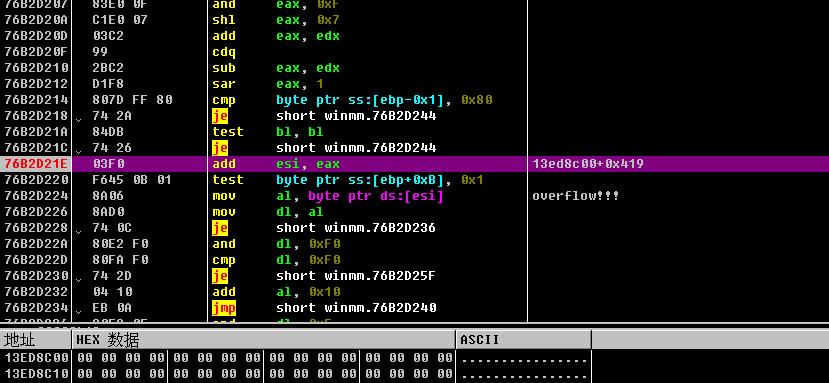 76B2D207 83E0 0F and eax, 0xF
76B2D20A C1E0 07 shl eax, 0x7
76B2D20D 03C2 add eax, edx
76B2D20F 99 cdq
76B2D210 2BC2 sub eax, edx
76B2D212 D1F8 sar eax, 1
76B2D214 807D FF 80 cmp byte ptr ss:[ebp-0x1], 0x80
76B2D218 74 2A je short winmm.76B2D244
76B2D21A 84DB test bl, bl
76B2D21C 74 26 je short winmm.76B2D244
76B2D21E 03F0 add esi, eax 13ed8c00+0x419
76B2D220 F645 0B 01 test byte ptr ss:[ebp+0xB], 0x1
76B2D224 8A06 mov al, byte ptr ds:[esi] overflow!!!
76B2D226 8AD0 mov dl, al
76B2D228 74 0C je short winmm.76B2D236
76B2D22A 80E2 F0 and dl, 0xF0
76B2D22D 80FA F0 cmp dl, 0xF0
76B2D230 74 2D je short winmm.76B2D25F
76B2D232 04 10 add al, 0x10
76B2D234 EB 0A jmp short winmm.76B2D240
地址 HEX 数据 ASCII
13ED8C00 00 00 00 00 00 00 00 00 00 00 00 00 00 00 00 00 ................
13ED8C10 00 00 00 00 00 00 00 00 00 00 00 00 00 00 00 00 ................